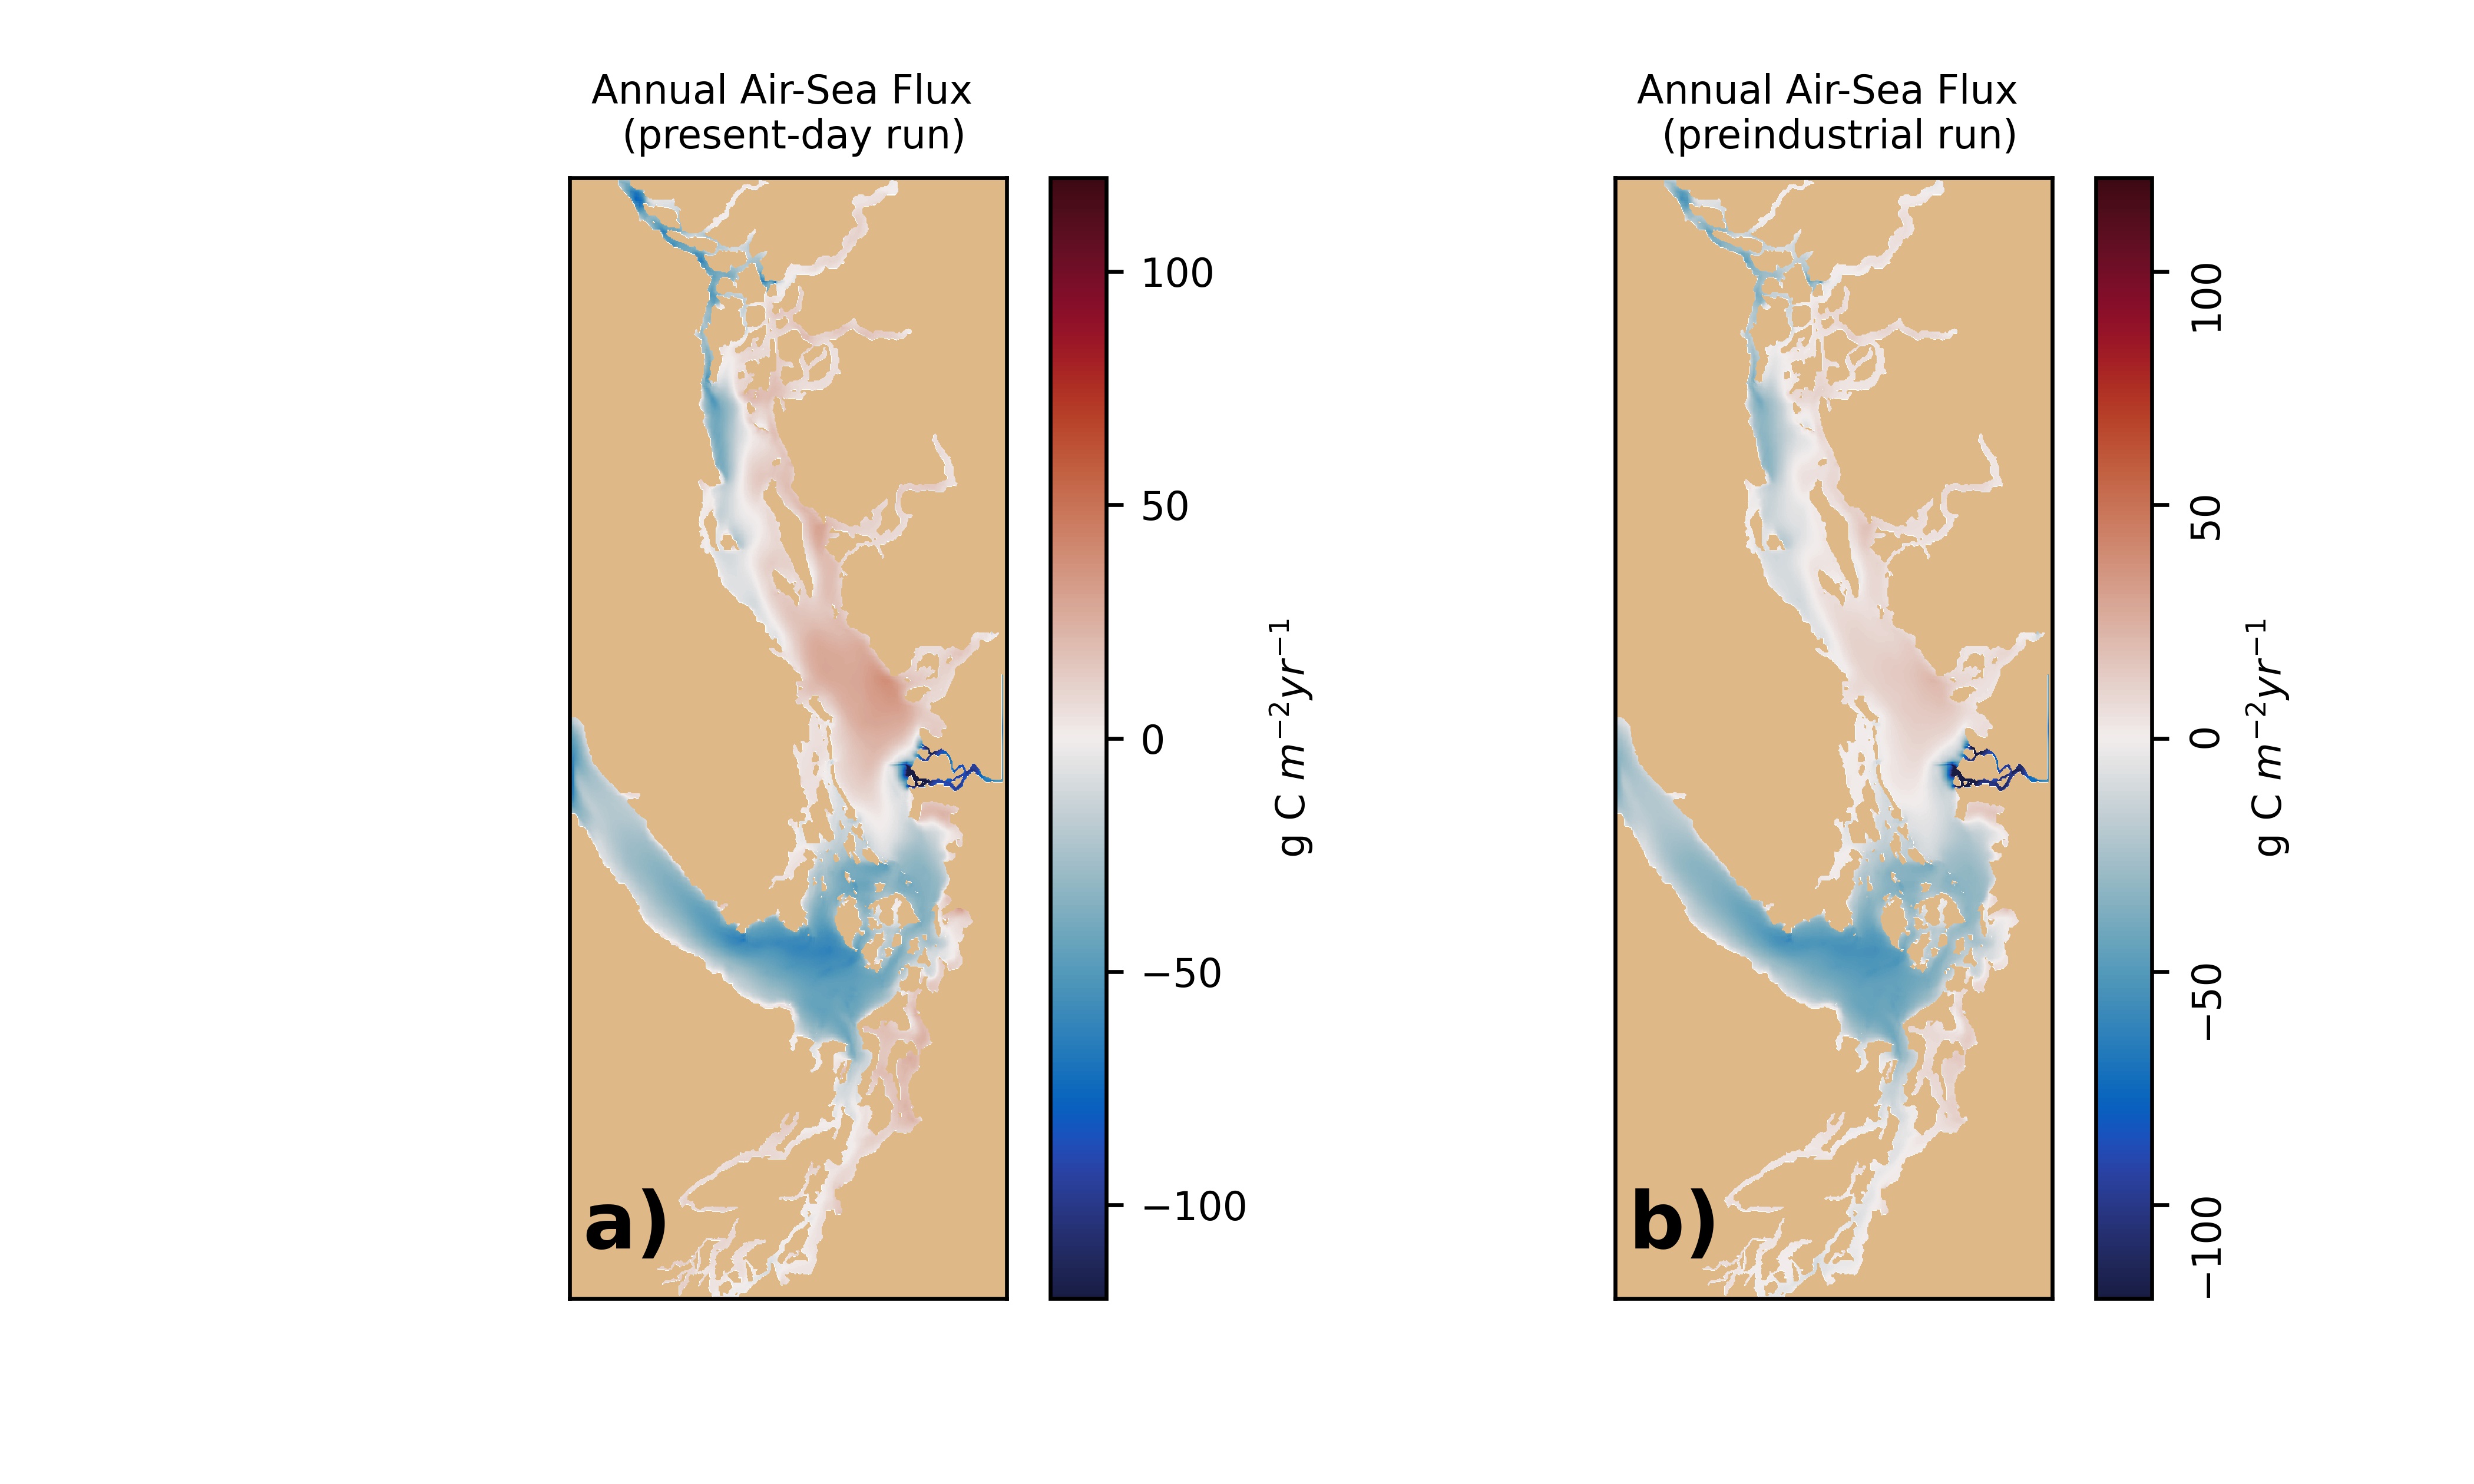 Annual Air-Sea Flux
(present-day run)
100
50
0
−50
−100
g C m⁻²yr⁻¹
a)
Annual Air-Sea Flux
(preindustrial run)
100
50
0
−50
−100
g C m⁻²yr⁻¹
b)